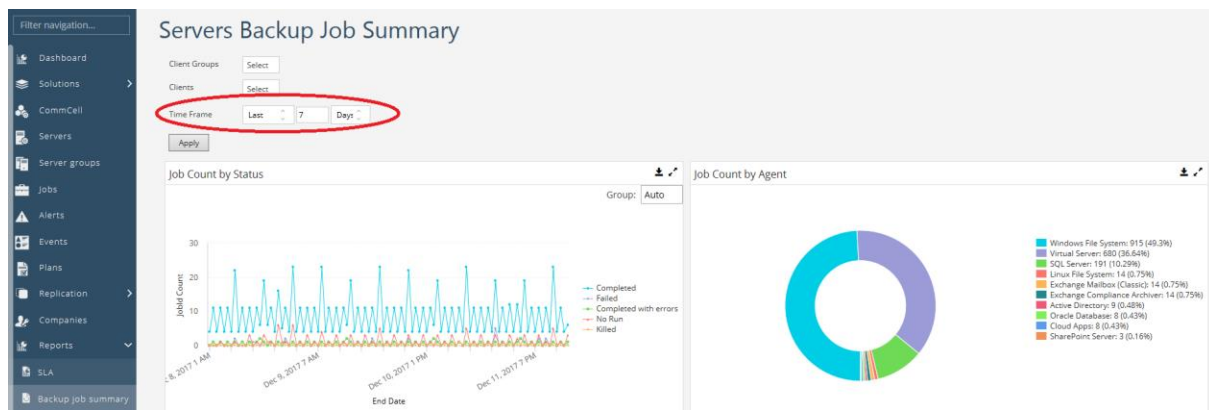 Filter navigation...
Dashboard
Solutions
CommCell
Servers
Server groups
Jobs
Alerts
Events
Plans
Replication
Companies
Reports
SLA
Backup job summary
Servers Backup Job Summary
Client Groups Select
Clients Select
Time Frame Last 7 Days
Apply
Job Count by Status
Group: Auto
30
20
10
0
JobId Count
8, 2017 1 AM
Dec 9, 2017 7 AM
Dec 10, 2017 1 PM
Dec 11, 2017 7 PM
End Date
Completed
Failed
Completed with errors
No Run
Killed
Job Count by Agent
Windows File System: 915 (49.3%)
Virtual Server: 680 (36.64%)
SQL Server: 191 (10.29%)
Linux File System: 14 (0.75%)
Exchange Mailbox (Classic): 14 (0.75%)
Exchange Compliance Archiver: 14 (0.75%)
Active Directory: 9 (0.48%)
Oracle Database: 8 (0.43%)
Cloud Apps: 8 (0.43%)
SharePoint Server: 3 (0.16%)